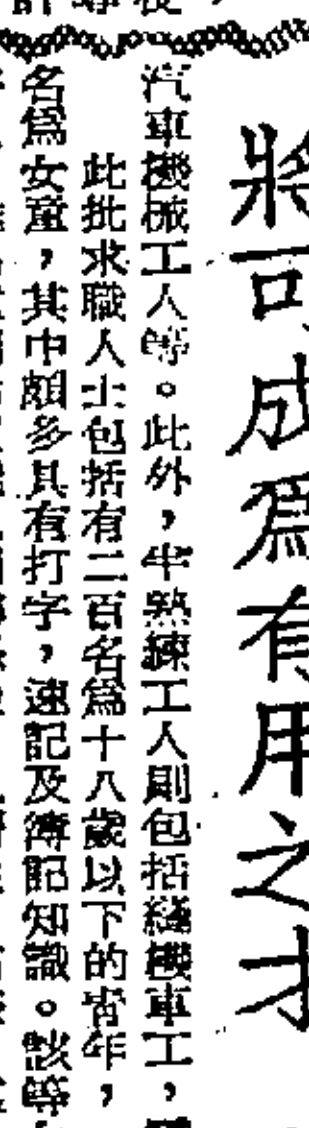 將可成爲有用之才
汽車機械工人等。此外，半熟練工人則包括縫機車工，
此批求職人士包括有二百名爲十八歲以下的青年，
名爲女童，其中頗多具有打字，速記及簿記知識。該等